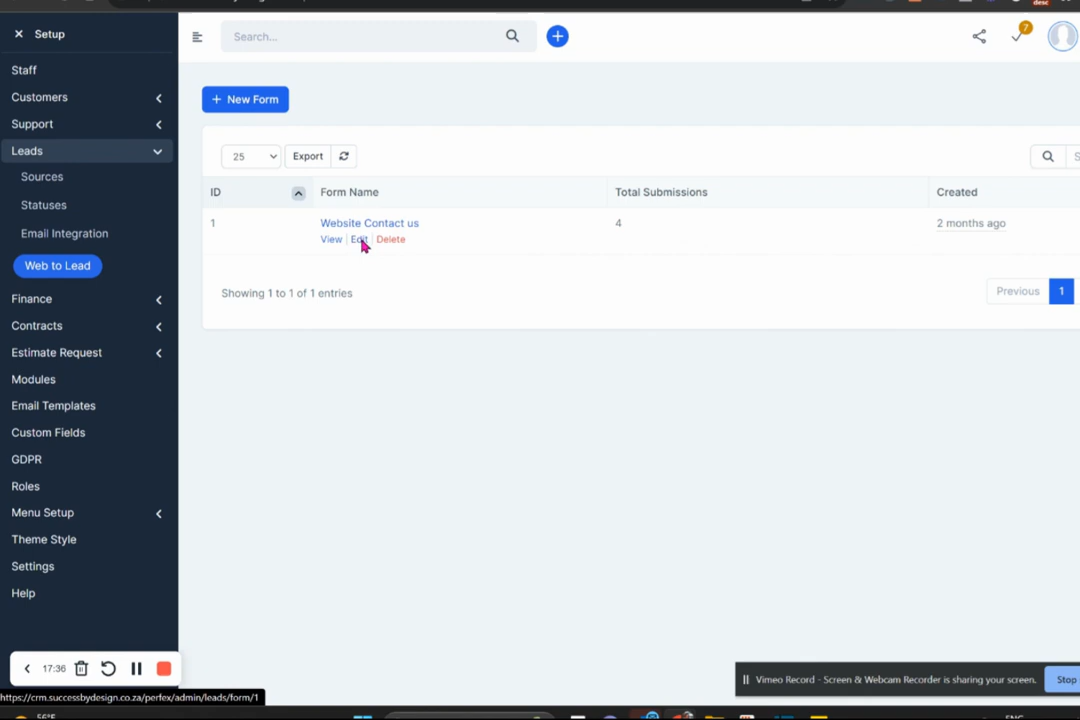 desc
Setup
Search...
7
Staff
Customers
+ New Form
Support
Leads
25
Export
Sources
ID
Form Name
Total Submissions
Created
Statuses
1
Website Contact us
4
2 months ago
View | Edit | Delete
Email Integration
Web to Lead
Showing 1 to 1 of 1 entries
Previous
1
Finance
Contracts
Estimate Request
Modules
Email Templates
Custom Fields
GDPR
Roles
Menu Setup
Theme Style
Settings
Help
17:36
Vimeo Record - Screen & Webcam Recorder is sharing your screen.
Stop
https://crm.successbydesign.co.za/perfex/admin/leads/form/1
56°F
ENG